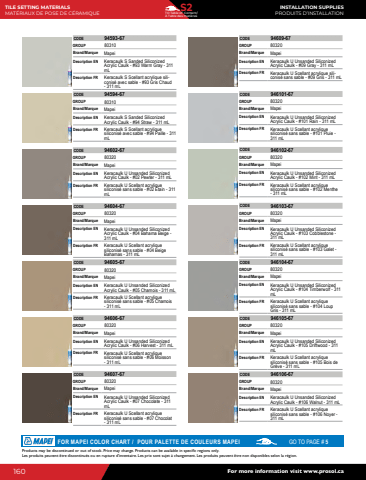 TILE SETTING MATERIALS
MATÉRIAUX DE POSE DE CÉRAMIQUE
S2
INSTALLATION SUPPLIES
PRODUITS D'INSTALLATION
CODE 94593-67
GROUP 80310
Brand/Marque Mapei
Description EN Keracaulk S Sanded Siliconized
Acrylic Caulk - #93 Warm Gray - 311
mL
Description FR Keracaulk S Scellant acrylique sili-
conisé avec sable - #93 Gris Chaud
- 311 mL
CODE 94594-67
GROUP 80310
Brand/Marque Mapei
Description EN Keracaulk S Sanded Siliconized
Acrylic Caulk - #94 Straw - 311 mL
Description FR Keracaulk S Scellant acrylique
siliconisé avec sable - #94 Paille - 311
mL
CODE 94602-67
GROUP 80320
Brand/Marque Mapei
Description EN Keracaulk U Unsanded Siliconized
Acrylic Caulk - #02 Pewter - 311 mL
Description FR Keracaulk U Scellant acrylique
siliconisé sans sable - #02 Étain - 311
mL
CODE 94604-67
GROUP 80320
Brand/Marque Mapei
Description EN Keracaulk U Unsanded Siliconized
Acrylic Caulk - #04 Bahama Beige -
311 mL
Description FR Keracaulk U Scellant acrylique
siliconisé sans sable - #04 Beige
Bahamas - 311 mL
CODE 94605-67
GROUP 80320
Brand/Marque Mapei
Description EN Keracaulk U Unsanded Siliconized
Acrylic Caulk - #05 Chamois - 311 mL
Description FR Keracaulk U Scellant acrylique
siliconisé sans sable - #05 Chamois
- 311 mL
CODE 94606-67
GROUP 80320
Brand/Marque Mapei
Description EN Keracaulk U Unsanded Siliconized
Acrylic Caulk - #06 Harvest - 311 mL
Description FR Keracaulk U Scellant acrylique
siliconisé sans sable - #06 Moisson
- 311 mL
CODE 94607-67
GROUP 80320
Brand/Marque Mapei
Description EN Keracaulk U Unsanded Siliconized
Acrylic Caulk - #07 Chocolate - 311
mL
Description FR Keracaulk U Scellant acrylique
siliconisé sans sable - #07 Chocolat
- 311 mL
CODE 94609-67
GROUP 80320
Brand/Marque Mapei
Description EN Keracaulk U Unsanded Siliconized
Acrylic Caulk - #09 Gray - 311 mL
Description FR Keracaulk U Scellant acrylique sili-
conisé sans sable - #09 Gris - 311 mL
CODE 946101-67
GROUP 80320
Brand/Marque Mapei
Description EN Keracaulk U Unsanded Siliconized
Acrylic Caulk - #101 Rain - 311 mL
Description FR Keracaulk U Scellant acrylique
siliconisé sans sable - #101 Pluie -
311 mL
CODE 946102-67
GROUP 80320
Brand/Marque Mapei
Description EN Keracaulk U Unsanded Siliconized
Acrylic Caulk - #102 Mint - 311 mL
Description FR Keracaulk U Scellant acrylique
siliconisé sans sable - #102 Menthe
- 311 mL
CODE 946103-67
GROUP 80320
Brand/Marque Mapei
Description EN Keracaulk U Unsanded Siliconized
Acrylic Caulk - #103 Cobblestone -
311 mL
Description FR Keracaulk U Scellant acrylique
siliconisé sans sable - #103 Galet -
311 mL
CODE 946104-67
GROUP 80320
Brand/Marque Mapei
Description EN Keracaulk U Unsanded Siliconized
Acrylic Caulk - #104 Timberwolf -
311 mL
Description FR Keracaulk U Scellant acrylique
siliconisé sans sable - #104 Loup
Gris - 311 mL
CODE 946105-67
GROUP 80320
Brand/Marque Mapei
Description EN Keracaulk U Unsanded Siliconized
Acrylic Caulk - #105 Driftwood - 311
mL
Description FR Keracaulk U Scellant acrylique
siliconisé sans sable - #105 Bois de
Grève - 311 mL
CODE 946106-67
GROUP 80320
Brand/Marque Mapei
Description EN Keracaulk U Unsanded Siliconized
Acrylic Caulk - #106 Walnut - 311 mL
Description FR Keracaulk U Scellant acrylique
siliconisé sans sable - #106 Noyer -
311 mL
MAPEI FOR MAPEI COLOR CHART / POUR PALETTE DE COULEURS MAPEI GO TO PAGE # 5
Products may be discontinued or out of stock. Price may change. Products can be available in specific regions only.
Les produits peuvent être discontinués ou en rupture d'inventaire. Les prix sont sujet à changement. Les produits peuvent être non disponibles selon la région.
160
For more information visit www.prosol.ca